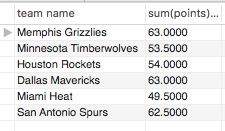 team name sum(points)...
Memphis Grizzlies 63.0000
Minnesota Timberwolves 53.5000
Houston Rockets 54.0000
Dallas Mavericks 63.0000
Miami Heat 49.5000
San Antonio Spurs 62.5000